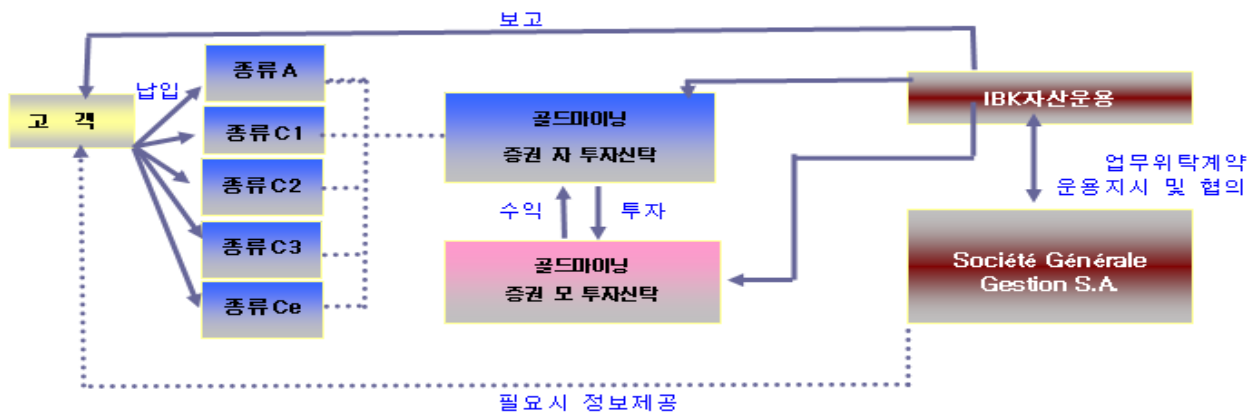 보고
종류A
납입
고 객
종류C1
종류C2
종류C3
종류Ce
골드마이닝
증권 자 투자신탁
수익
투자
골드마이닝
증권 모 투자신탁
IBK자산운용
업무위탁계약
운용지시 및 협의
Société Générale
Gestion S.A.
필요시 정보제공